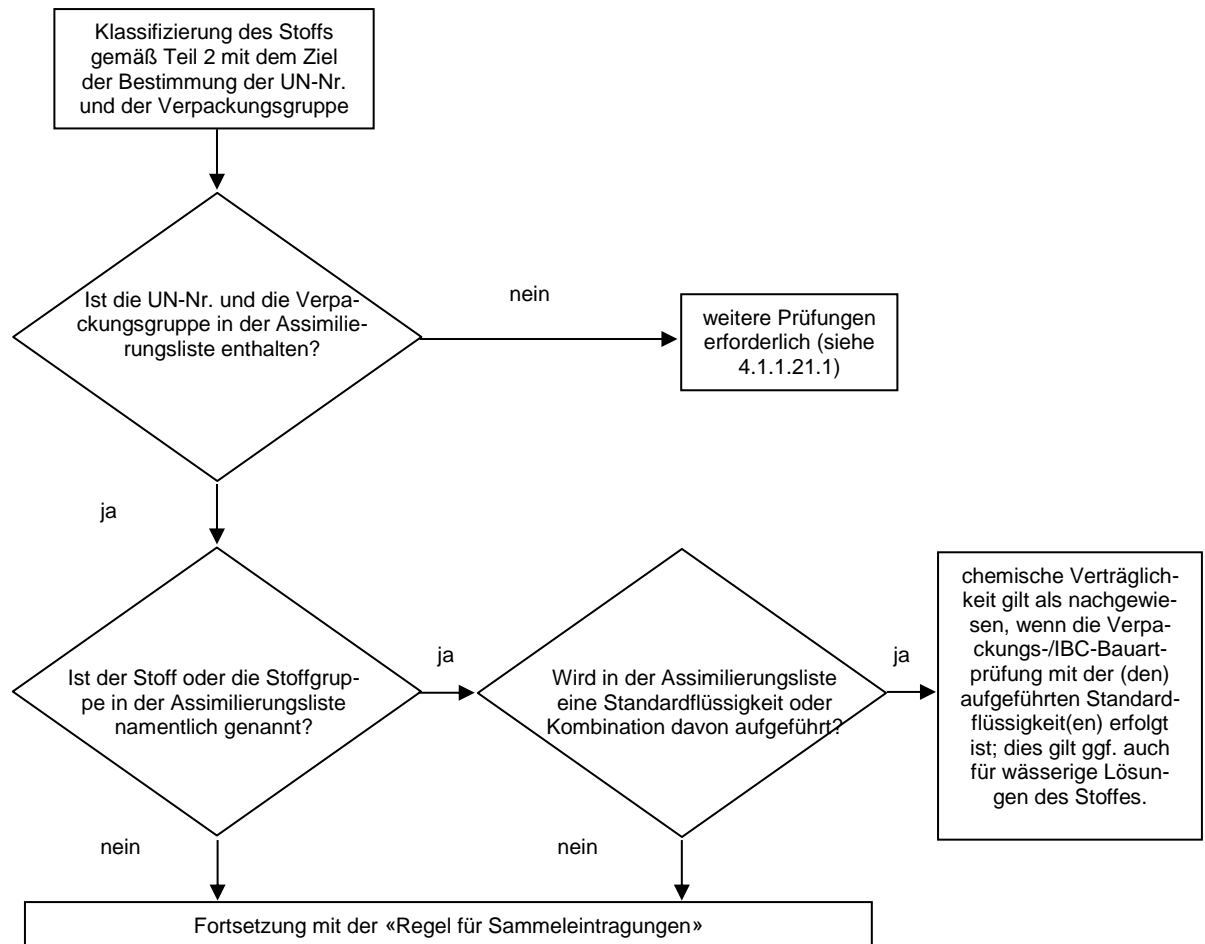 Klassifizierung des Stoffs
gemäß Teil 2 mit dem Ziel
der Bestimmung der UN-Nr.
und der Verpackungsgruppe
Ist die UN-Nr. und die Verpa-
ckungsgruppe in der Assimilie-
rungsliste enthalten?
nein
weitere Prüfungen
erforderlich (siehe
4.1.1.21.1)
ja
Ist der Stoff oder die Stoffgrup-
pe in der Assimilierungsliste
namentlich genannt?
ja
Wird in der Assimilierungsliste
eine Standardflüssigkeit oder
Kombination davon aufgeführt?
ja
chemische Verträglich-
keit gilt als nachgewie-
sen, wenn die Verpa-
ckungs-/IBC-Bauart-
prüfung mit der (den)
aufgeführten Standard-
flüssigkeit(en) erfolgt
ist; dies gilt ggf. auch
für wässerige Lösun-
gen des Stoffes.
nein
nein
Fortsetzung mit der «Regel für Sammeleintragungen»